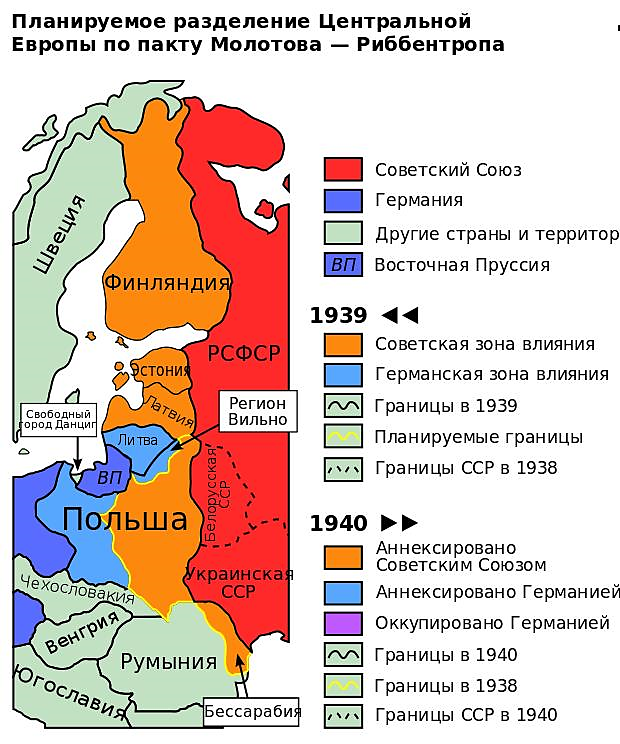 Планируемое разделение Центральной
Европы по пакту Молотова — Риббентропа
Швеция
Финляндия
РСФСР
Эстония
Латвия
Регион
Вильно
Свободный
город Данциг
Литва
ВП
Белорусская
ССР
Польша
Украинская
ССР
Чехословакия
Венгрия
Румыния
Югославия
Бессарабия
Советский Союз
Германия
Другие страны и территор
ВП Восточная Пруссия
1939 ◄◄
Советская зона влияния
Германская зона влияния
Границы в 1939
Планируемые границы
Границы ССР в 1938
1940 ►►
Аннексировано
Советским Союзом
Аннексировано Германией
Оккупировано Германией
Границы в 1940
Границы в 1938
Границы ССР в 1940